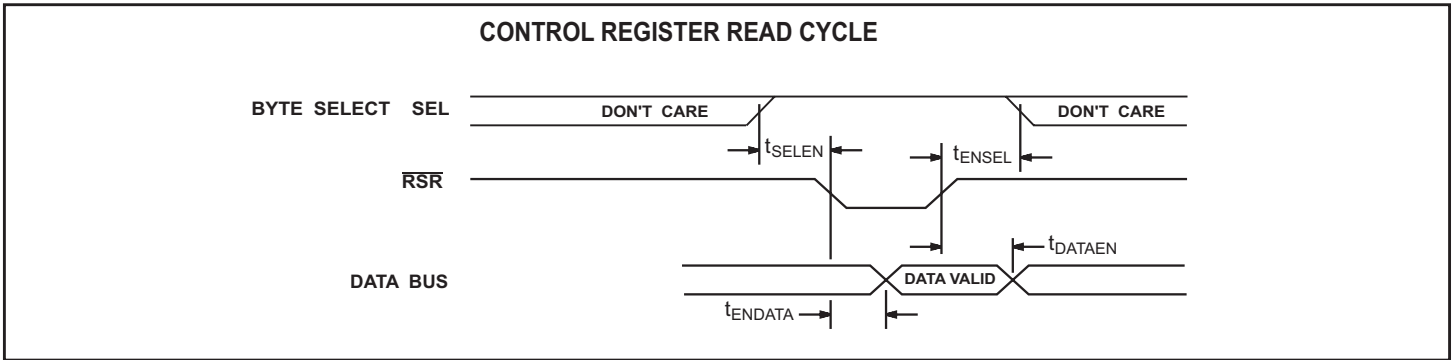 CONTROL REGISTER READ CYCLE
BYTE SELECT SEL
DON'T CARE
DON'T CARE
tSELEN
tENSEL
RSR
tDATAEN
DATA BUS
DATA VALID
tENDATA